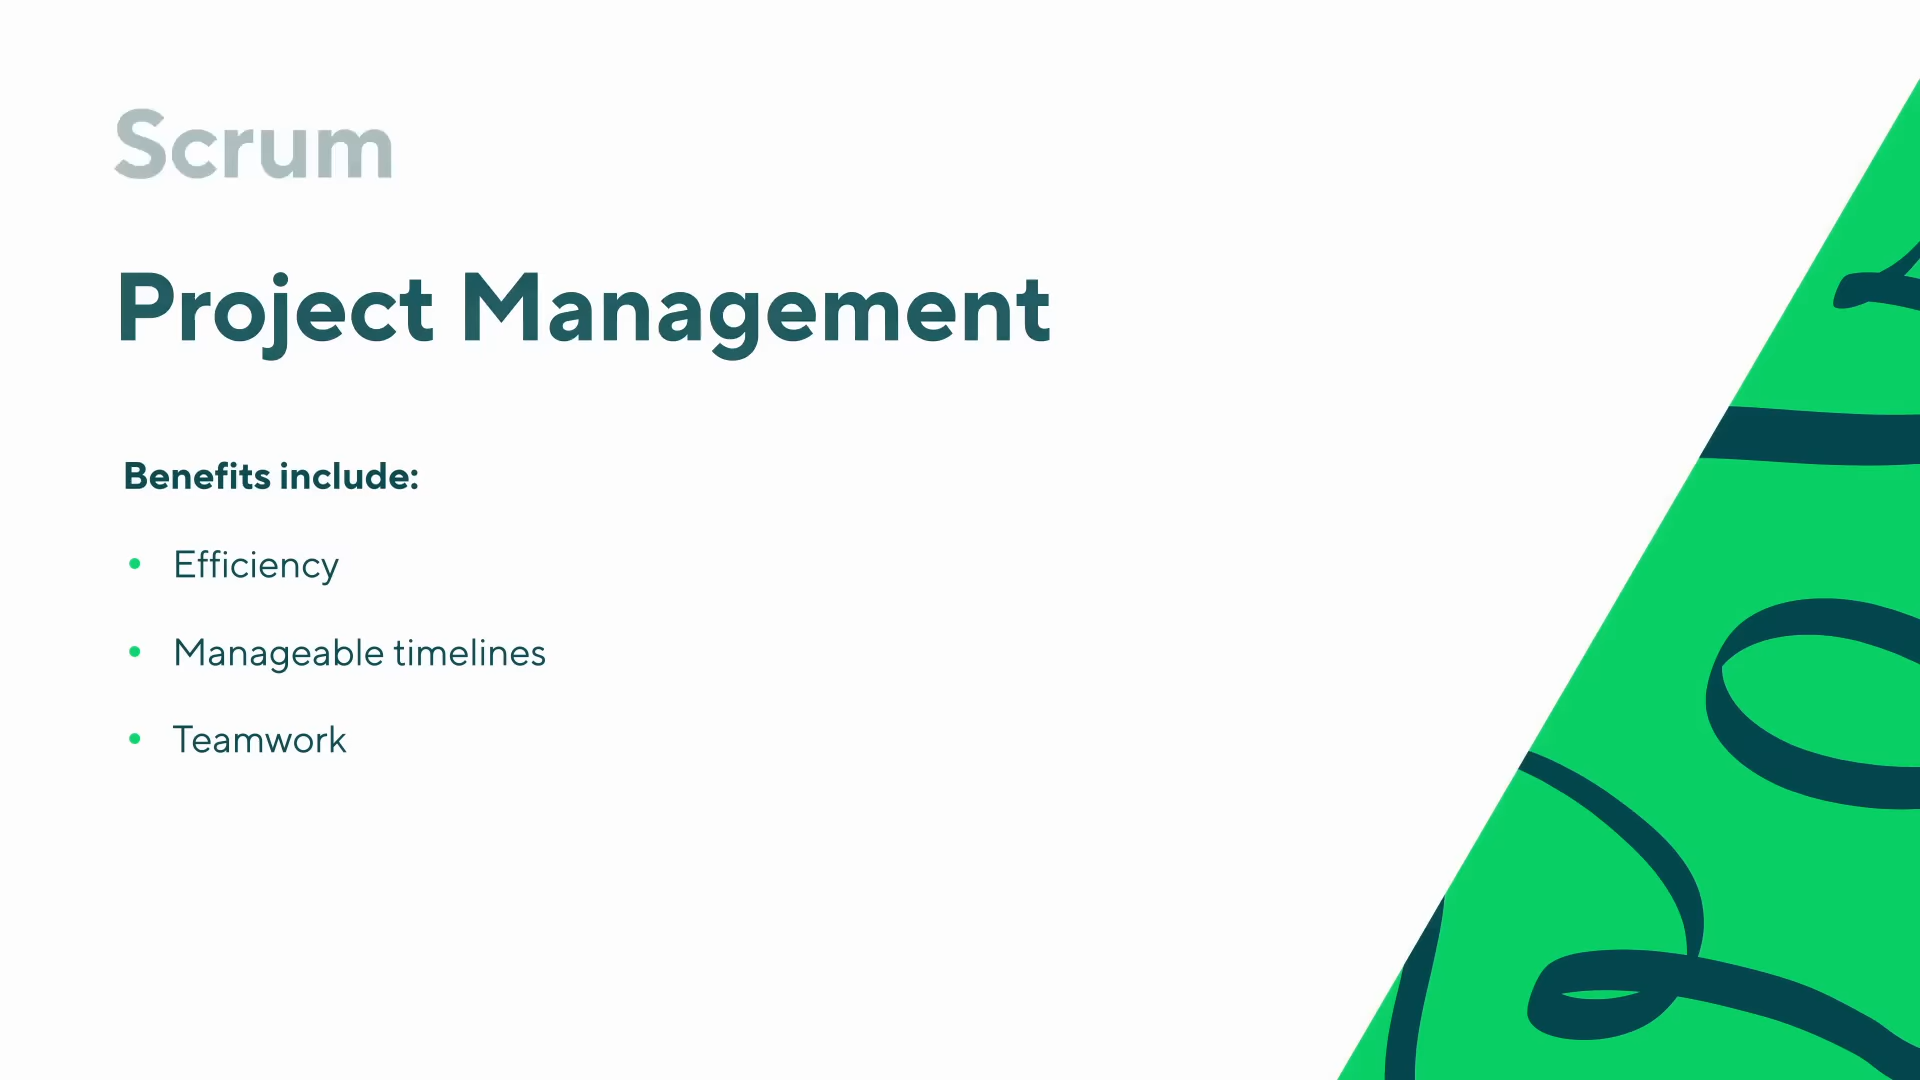 Scrum
Project Management
Benefits include:
• Efficiency
• Manageable timelines
• Teamwork